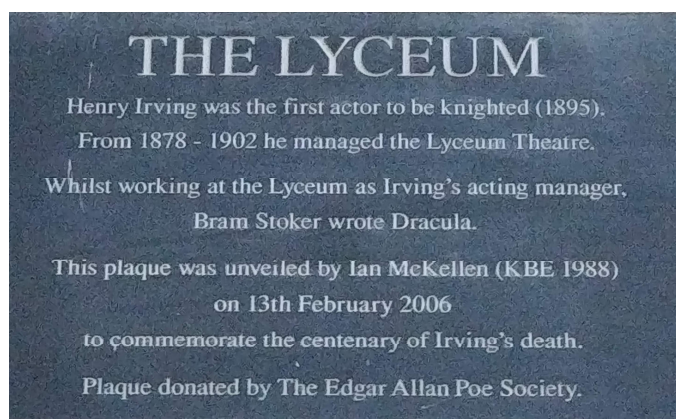 THE LYCEUM
Henry Irving was the first actor to be knighted (1895).
From 1878 - 1902 he managed the Lyceum Theatre.
Whilst working at the Lyceum as Irving's acting manager,
Bram Stoker wrote Dracula.
This plaque was unveiled by Ian McKellen (KBE 1988)
on 13th February 2006
to commemorate the centenary of Irving's death.
Plaque donated by The Edgar Allan Poe Society.